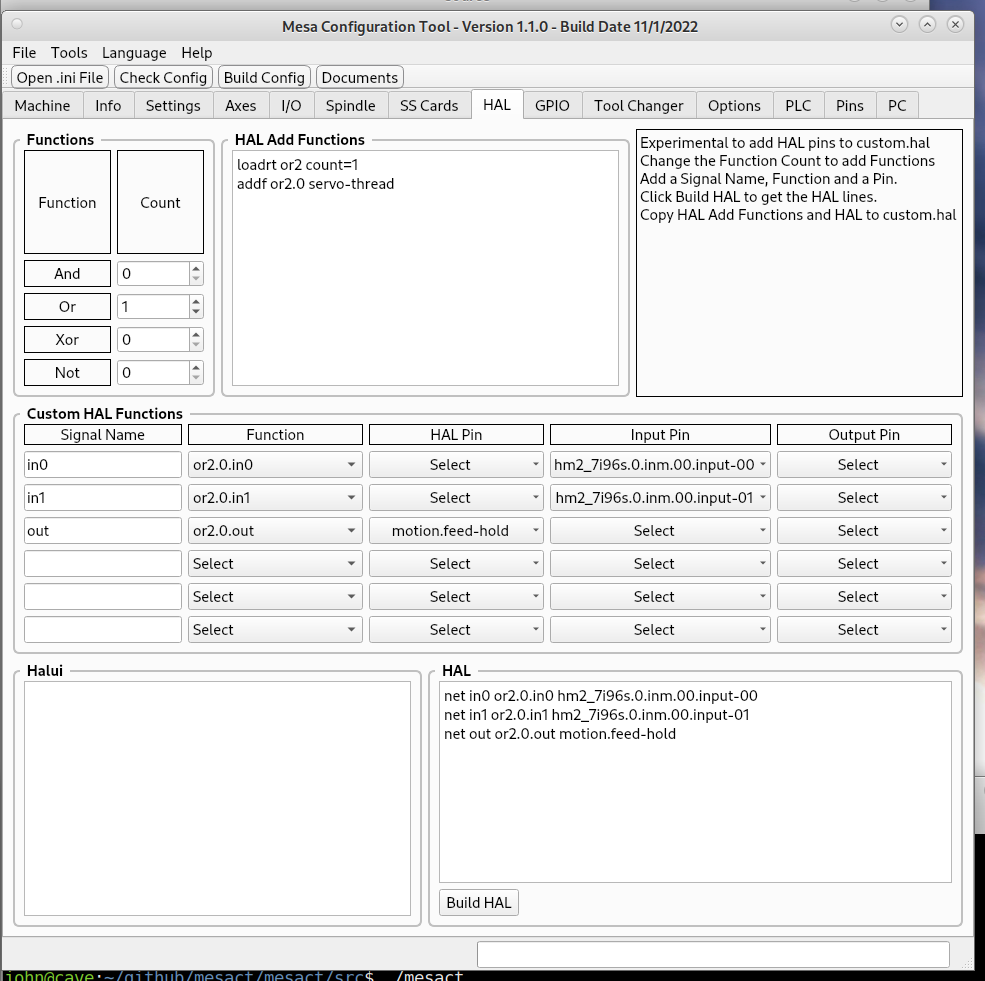 Mesa Configuration Tool - Version 1.1.0 - Build Date 11/1/2022
File Tools Language Help
Open .ini File Check Config Build Config Documents
Machine Info Settings Axes I/O Spindle SS Cards HAL GPIO Tool Changer Options PLC Pins PC
Functions
Function Count
And 0
Or 1
Xor 0
Not 0
HAL Add Functions
loadrt or2 count=1
addf or2.0 servo-thread
Experimental to add HAL pins to custom.hal
Change the Function Count to add Functions
Add a Signal Name, Function and a Pin.
Click Build HAL to get the HAL lines.
Copy HAL Add Functions and HAL to custom.hal
Custom HAL Functions
Signal Name Function HAL Pin Input Pin Output Pin
in0 or2.0.in0 Select hm2_7i96s.0.inm.00.input-00 Select
in1 or2.0.in1 Select hm2_7i96s.0.inm.00.input-01 Select
out or2.0.out motion.feed-hold Select Select
Select Select Select Select
Select Select Select Select
Select Select Select Select
Halui
HAL
net in0 or2.0.in0 hm2_7i96s.0.inm.00.input-00
net in1 or2.0.in1 hm2_7i96s.0.inm.00.input-01
net out or2.0.out motion.feed-hold
Build HAL
john@cave:~/github/mesact/mesact/src$ ./mesact